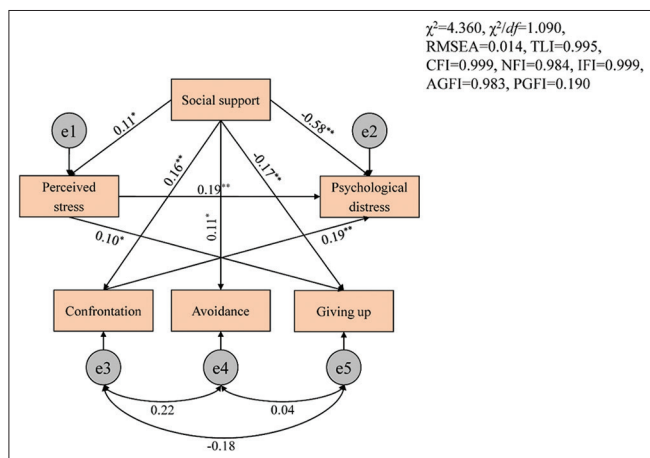 χ²=4.360, χ²/df=1.090,
RMSEA=0.014, TLI=0.995,
CFI=0.999, NFI=0.984, IFI=0.999,
AGFI=0.983, PGFI=0.190
Social support
e1
e2
0.11*
-0.58**
0.16**
-0.17**
Perceived
stress
0.19**
Psychological
distress
0.10*
0.11*
0.19**
Confrontation
Avoidance
Giving up
e3
e4
e5
0.22
0.04
-0.18